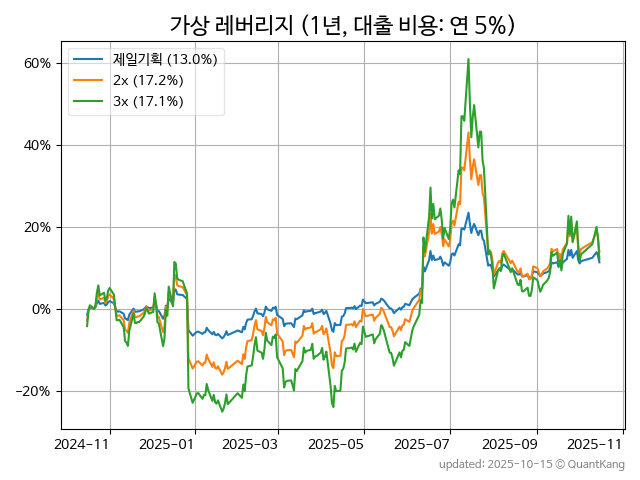 가상 레버리지 (1년, 대출 비용: 연 5%)
제일기획 (13.0%)
2x (17.2%)
3x (17.1%)
60%
40%
20%
0%
−20%
2024-11 2025-01 2025-03 2025-05 2025-07 2025-09 2025-11
updated: 2025-10-15 © QuantKang